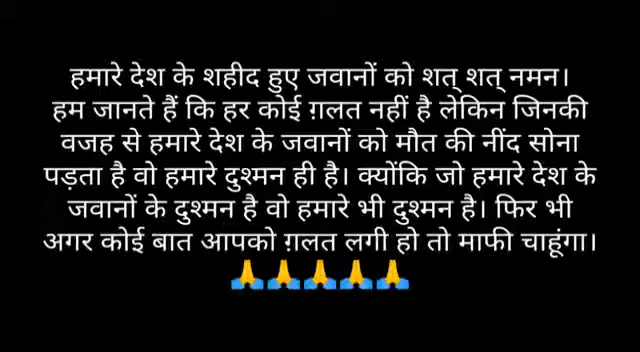 हमारे देश के शहीद हुए जवानों को शत् शत् नमन।
हम जानते हैं कि हर कोई ग़लत नहीं है लेकिन जिनकी
वजह से हमारे देश के जवानों को मौत की नींद सोना
पड़ता है वो हमारे दुश्मन ही है। क्योंकि जो हमारे देश के
जवानों के दुश्मन है वो हमारे भी दुश्मन है। फिर भी
अगर कोई बात आपको ग़लत लगी हो तो माफी चाहूंगा।
🙏🙏🙏🙏🙏